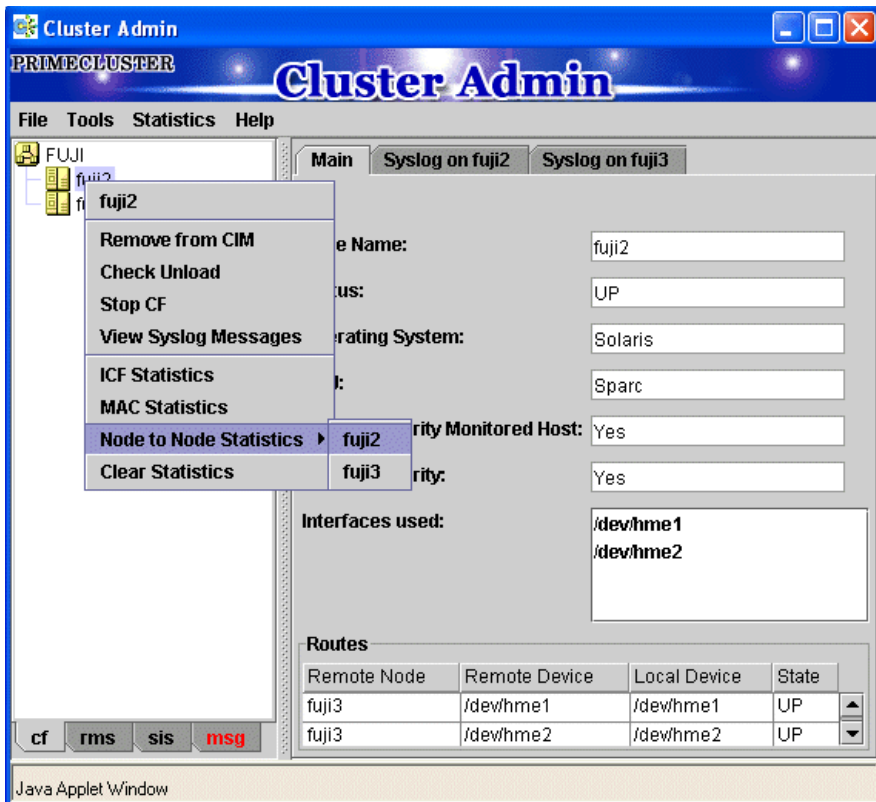 Cluster Admin
PRIMECLUSTER
Cluster Admin
File Tools Statistics Help
FUJI
fuji2
Main Syslog on fuji2 Syslog on fuji3
fuji2
Remove from CIM
Check Unload
Stop CF
View Syslog Messages
ICF Statistics
MAC Statistics
Node to Node Statistics
Clear Statistics
fuji2
fuji3
Name: fuji2
UP
Operating System: Solaris
Sparc
Monitored Host: Yes
Yes
Interfaces used:
/dev/hme1
/dev/hme2
Routes
Remote Node Remote Device Local Device State
fuji3 /dev/hme1 /dev/hme1 UP
fuji3 /dev/hme2 /dev/hme2 UP
cf rms sis msg
Java Applet Window